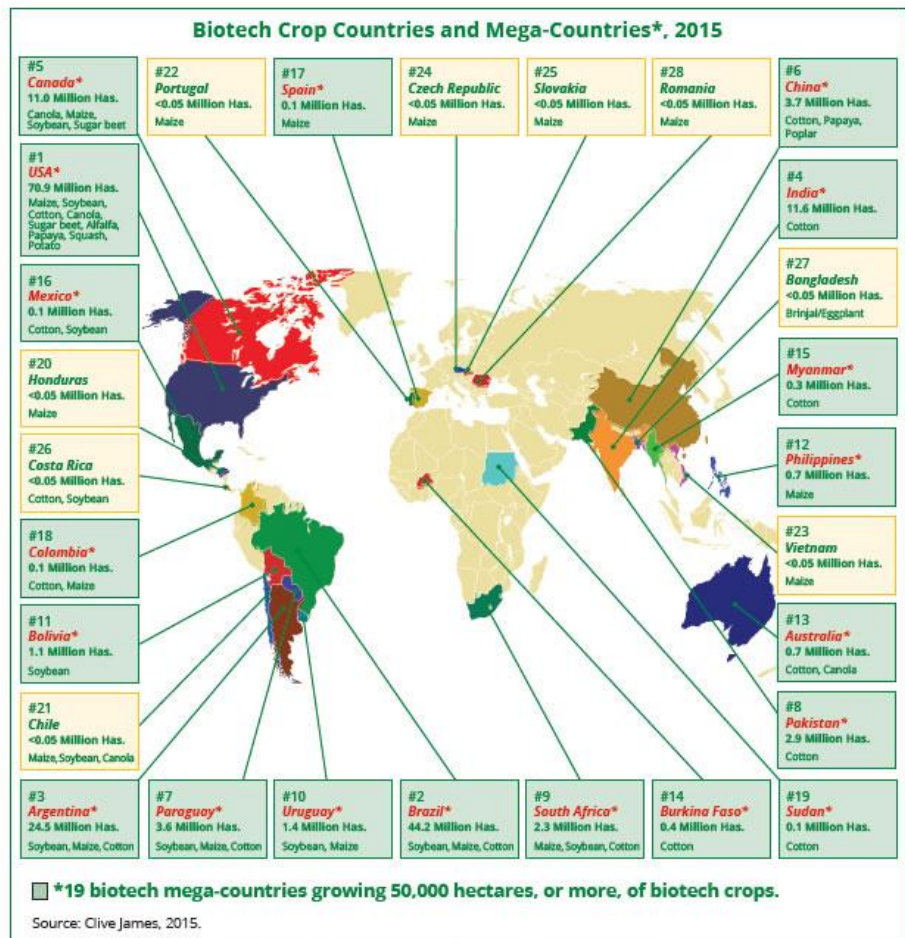 Biotech Crop Countries and Mega-Countries*, 2015
#5
Canada*
11.0 Million Has.
Canola, Maize,
Soybean, Sugar beet
#22
Portugal
<0.05 Million Has.
Maize
#17
Spain*
0.1 Million Has.
Maize
#24
Czech Republic
<0.05 Million Has.
Maize
#25
Slovakia
<0.05 Million Has.
Maize
#28
Romania
<0.05 Million Has.
Maize
#6
China*
3.7 Million Has.
Cotton, Papaya,
Poplar
#1
USA*
70.9 Million Has.
Maize, Soybean,
Cotton, Canola,
Sugar beet, Alfalfa,
Papaya, Squash,
Potato
#4
India*
11.6 Million Has.
Cotton
#16
Mexico*
0.1 Million Has.
Cotton, Soybean
#27
Bangladesh
<0.05 Million Has.
Brinjal/Eggplant
#20
Honduras
<0.05 Million Has.
Maize
#15
Myanmar*
0.3 Million Has.
Cotton
#26
Costa Rica
<0.05 Million Has.
Cotton, Soybean
#12
Philippines*
0.7 Million Has.
Maize
#18
Colombia*
0.1 Million Has.
Cotton, Maize
#23
Vietnam
<0.05 Million Has.
Maize
#11
Bolivia*
1.1 Million Has.
Soybean
#13
Australia*
0.7 Million Has.
Cotton, Canola
#21
Chile
<0.05 Million Has.
Maize, Soybean, Canola
#8
Pakistan*
2.9 Million Has.
Cotton
#3
Argentina*
24.5 Million Has.
Soybean, Maize, Cotton
#7
Paraguay*
3.6 Million Has.
Soybean, Maize, Cotton
#10
Uruguay*
1.4 Million Has.
Soybean, Maize
#2
Brazil*
44.2 Million Has.
Soybean, Maize, Cotton
#9
South Africa*
2.3 Million Has.
Maize, Soybean, Cotton
#14
Burkina Faso*
0.4 Million Has.
Cotton
#19
Sudan*
0.1 Million Has.
Cotton
*19 biotech mega-countries growing 50,000 hectares, or more, of biotech crops.
Source: Clive James, 2015.